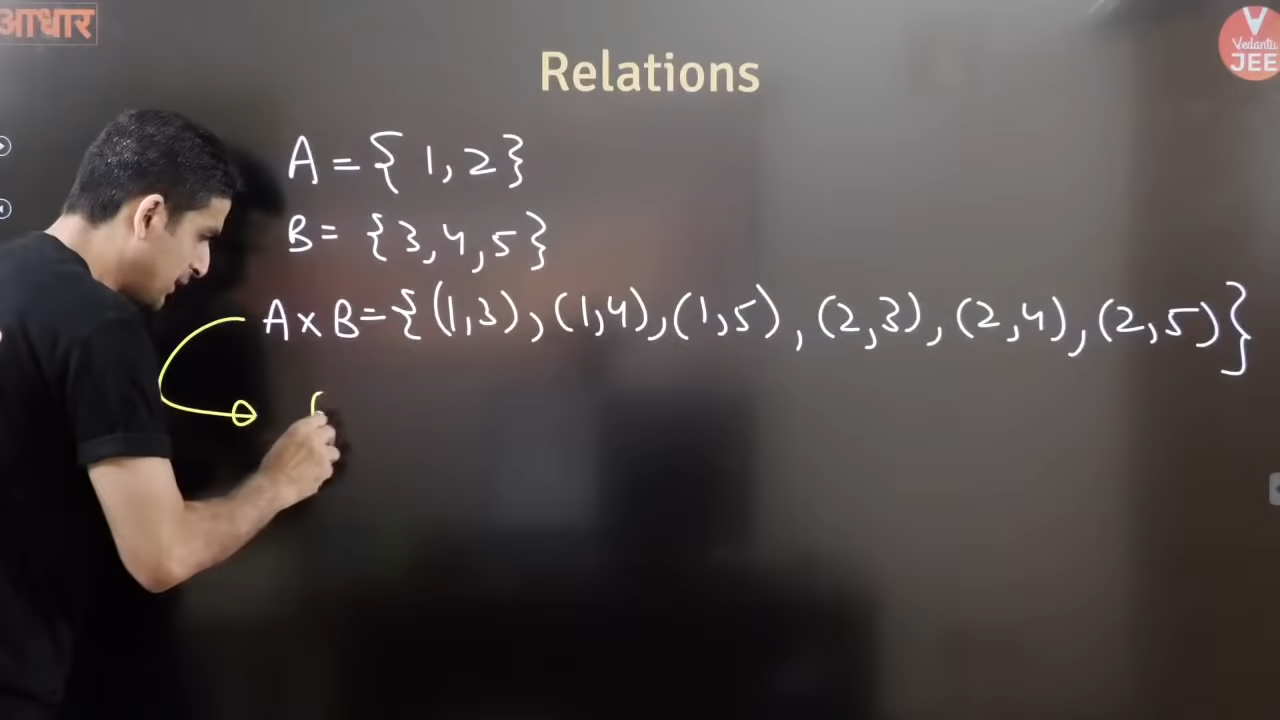 आधार
Vedantu
JEE
Relations
A = {1,2}
B = {3,4,5}
A × B = {(1,3), (1,4), (1,5), (2,3), (2,4), (2,5)}